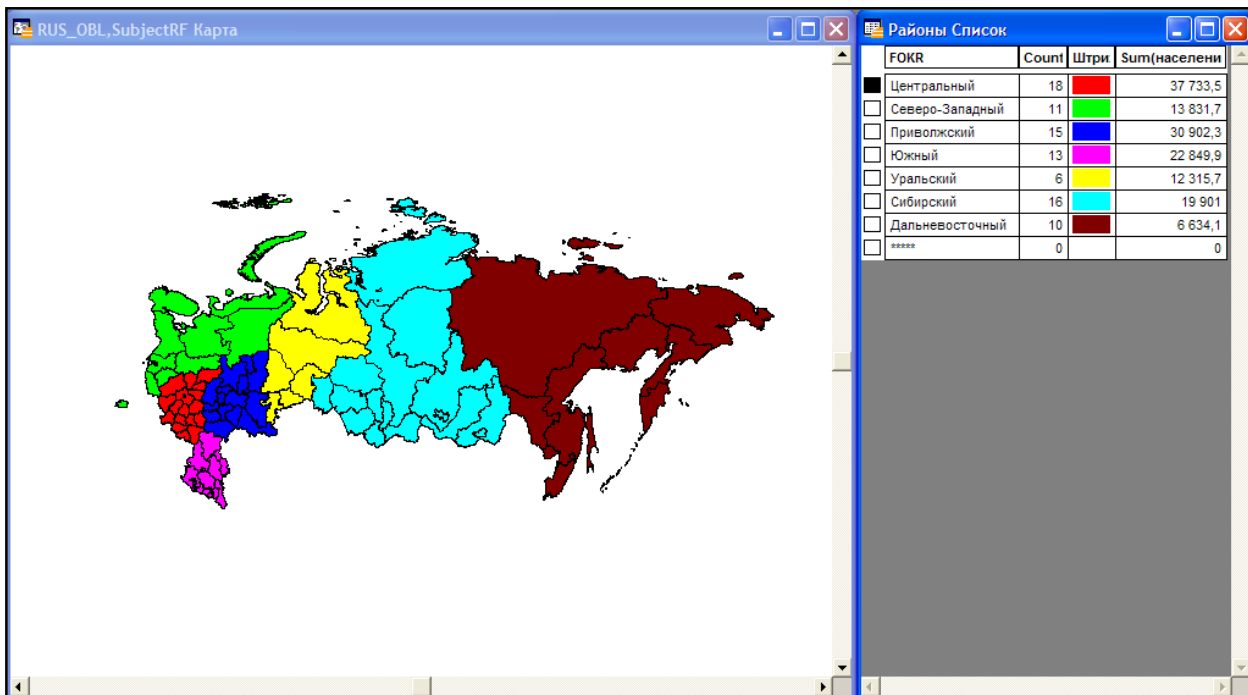 RUS_OBL,SubjectRF Карта
Районы Список
FOKR Count Штри Sum(населени
Центральный 18 37 733,5
Северо-Западный 11 13 831,7
Приволжский 15 30 902,3
Южный 13 22 849,9
Уральский 6 12 315,7
Сибирский 16 19 901
Дальневосточный 10 6 634,1
***** 0 0